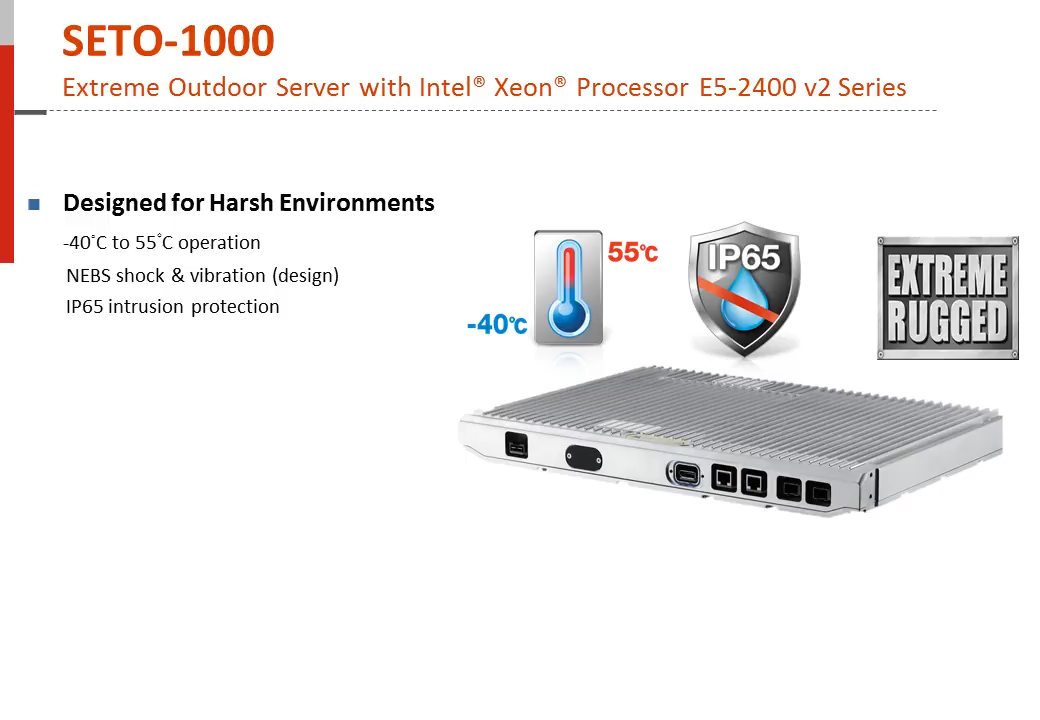 SETO-1000
Extreme Outdoor Server with Intel® Xeon® Processor E5-2400 v2 Series
Designed for Harsh Environments
-40°C to 55°C operation
NEBS shock & vibration (design)
IP65 intrusion protection
55°C
-40°C
IP65
EXTREME
RUGGED